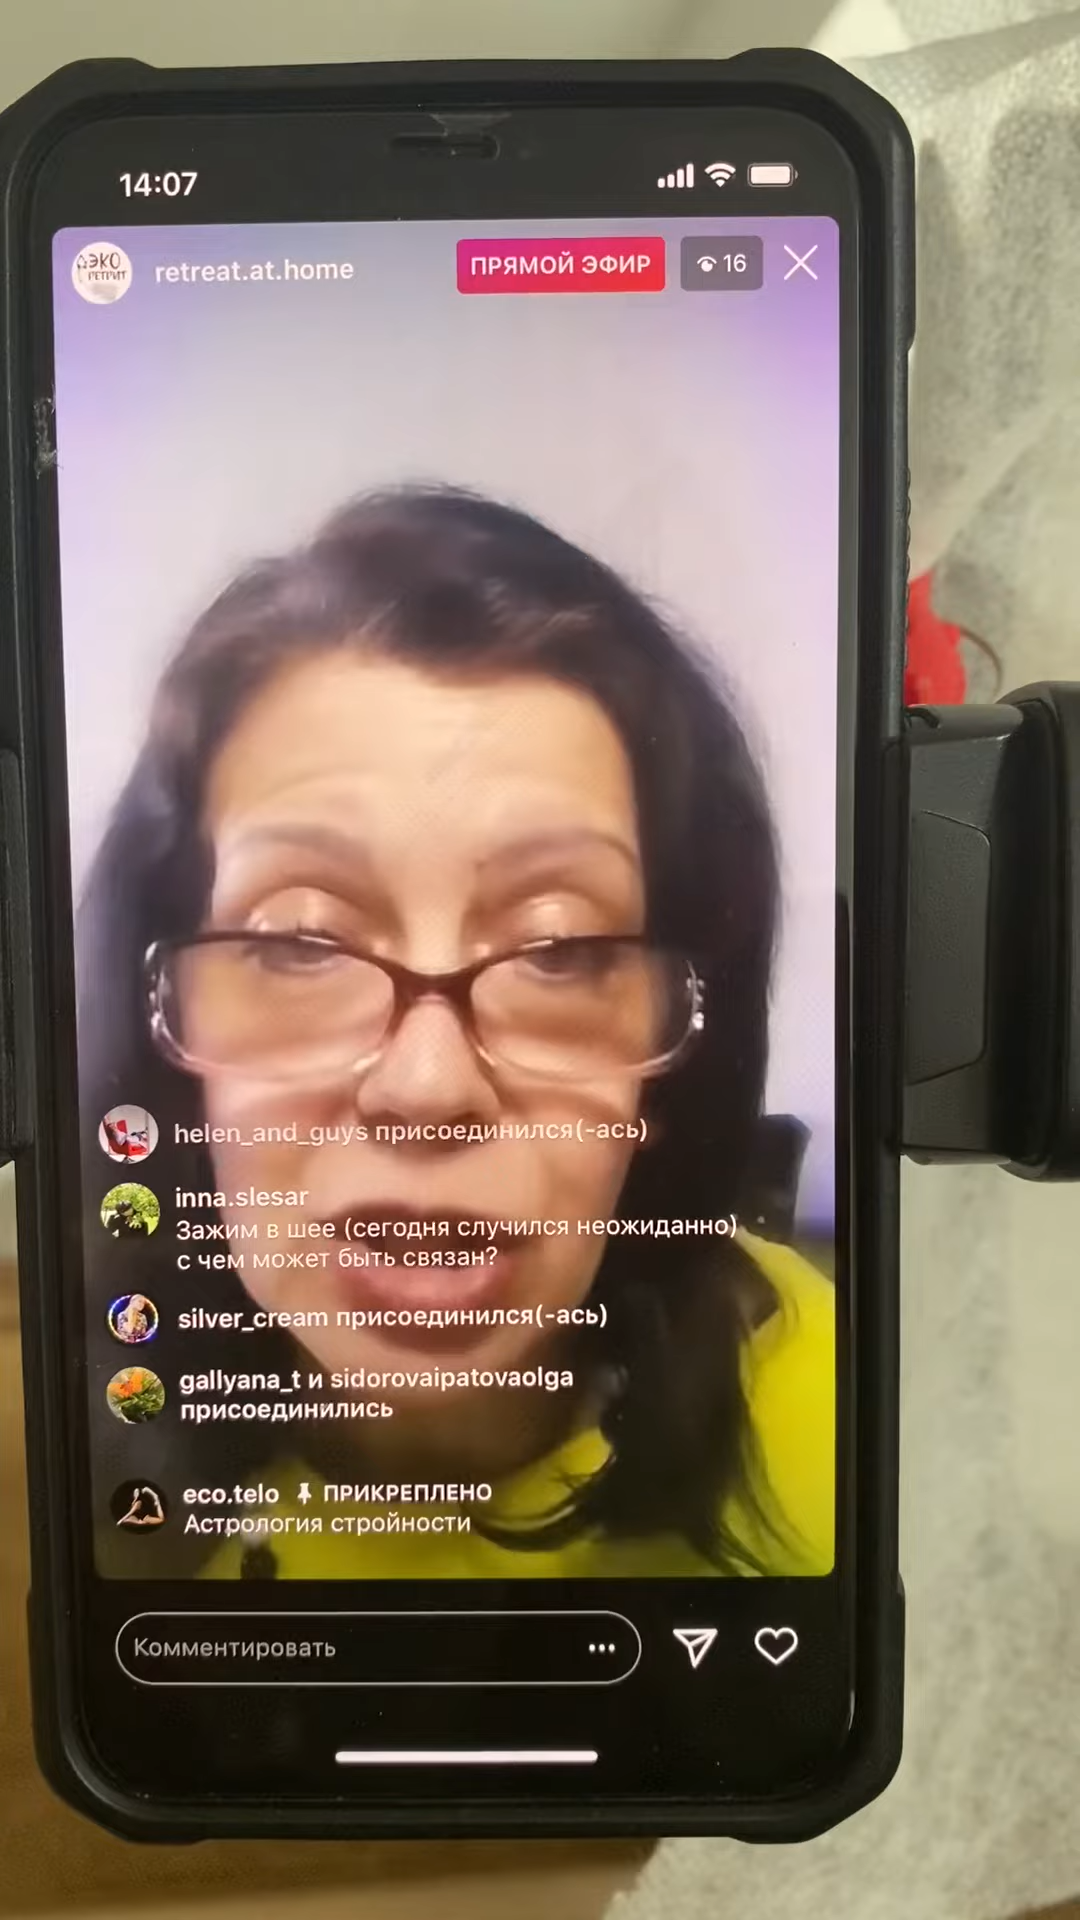 14:07
ЭКО
РЕТРИТ
retreat.at.home
ПРЯМОЙ ЭФИР
16
helen_and_guys присоединился(-ась)
inna.slesar
Зажим в шее (сегодня случился неожиданно)
с чем может быть связан?
silver_cream присоединился(-ась)
gallyana_t и sidorovaipatovaolga
присоединились
eco.telo ПРИКРЕПЛЕНО
Астрология стройности
Комментировать